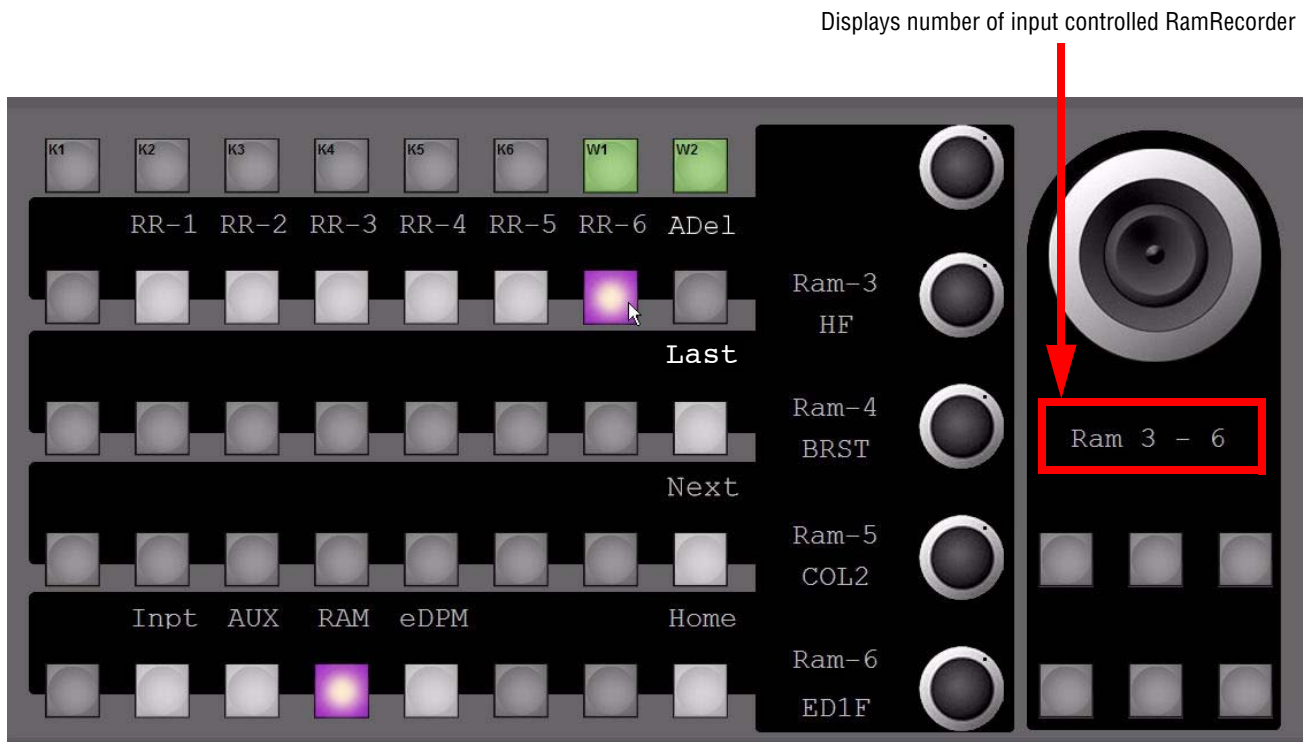 Displays number of input controlled RamRecorder
K1 K2 K3 K4 K5 K6 W1 W2
RR-1 RR-2 RR-3 RR-4 RR-5 RR-6 ADel
Ram-3
HF
Last
Ram-4
BRST
Ram 3 - 6
Next
Ram-5
COL2
Inpt AUX RAM eDPM Home
Ram-6
ED1F